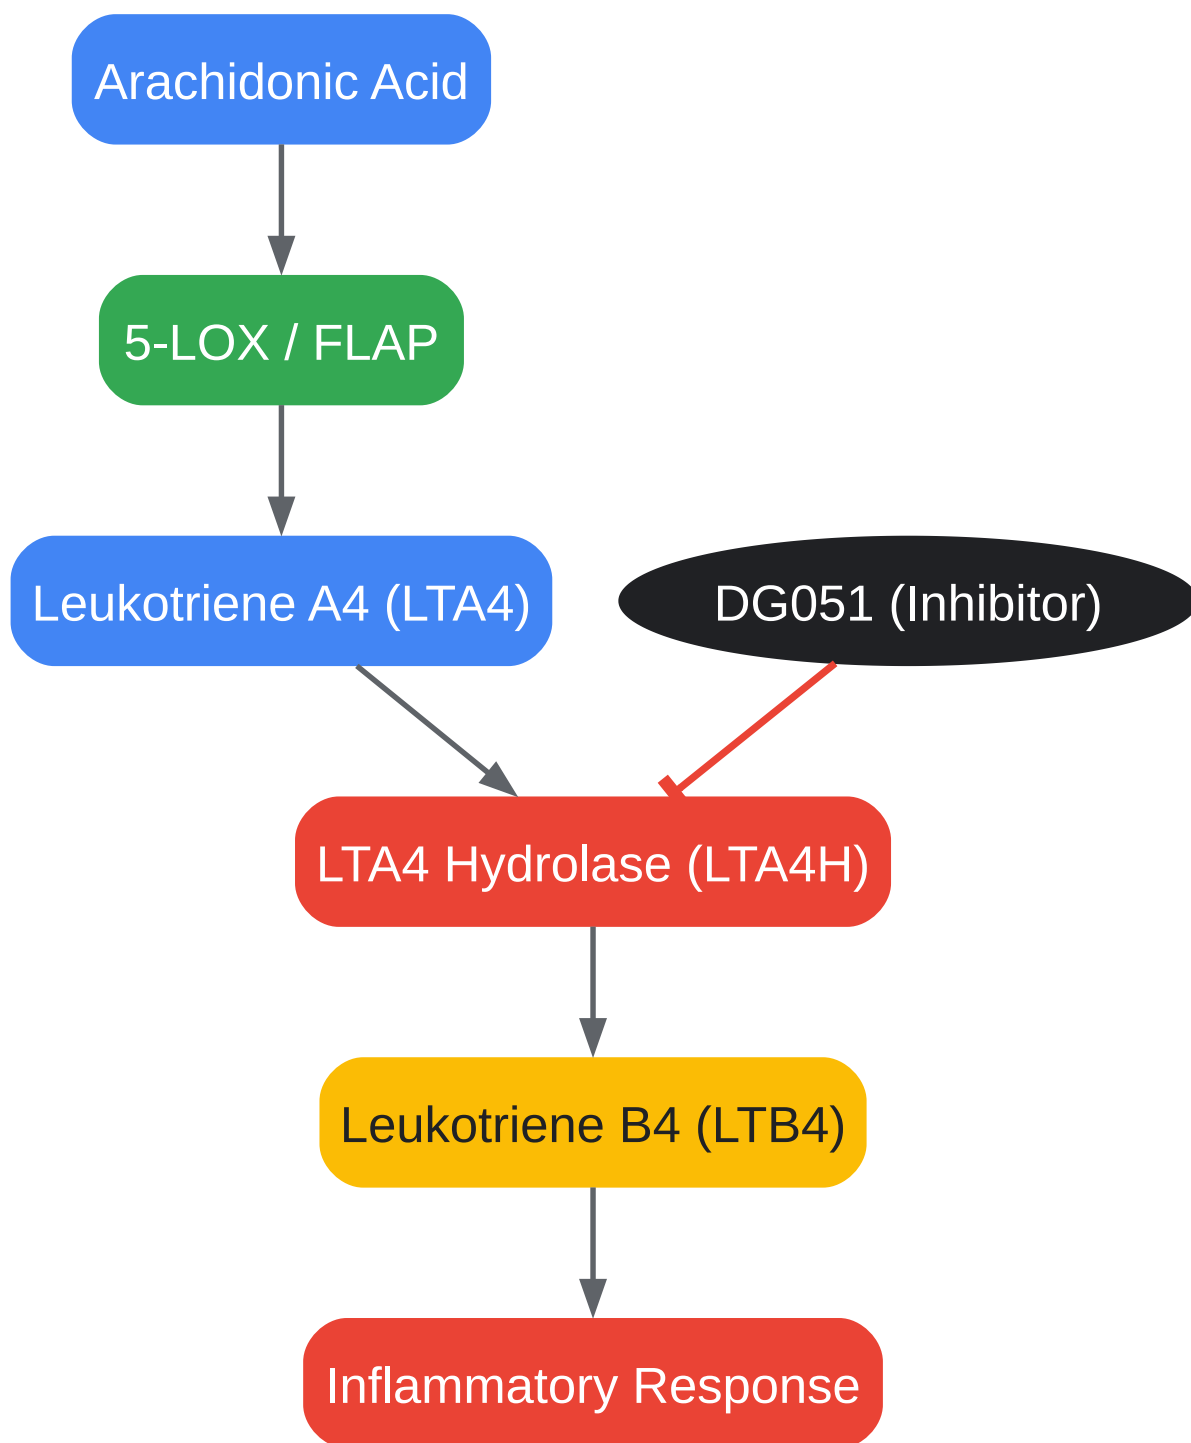 Arachidonic Acid
5-LOX / FLAP
Leukotriene A4 (LTA4)
DG051 (Inhibitor)
LTA4 Hydrolase (LTA4H)
Leukotriene B4 (LTB4)
Inflammatory Response